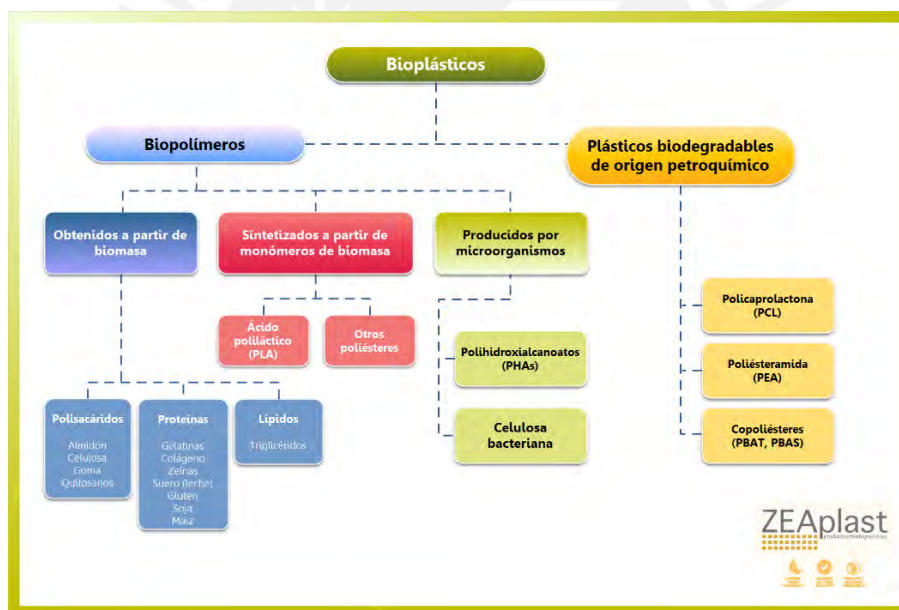 Bioplásticos
Biopolímeros
Plásticos biodegradables
de origen petroquímico
Obtenidos a partir de
biomasa
Sintetizados a partir de
monómeros de biomasa
Producidos por
microorganismos
Ácido
poliláctico
(PLA)
Otros
poliésteres
Polihidroxialcanoatos
(PHAs)
Celulosa
bacteriana
Policaprolactona
(PCL)
Poliésteramida
(PEA)
Copoliésteres
(PBAT, PBAS)
Polisacáridos
Almidón
Celulosa
Goma
Quitosanos
Proteínas
Gelatinas
Colágeno
Zeínas
Suero (leche)
Gluten
Soja
Maíz
Lípidos
Triglicéridos
ZEAplast
productos biodegradables